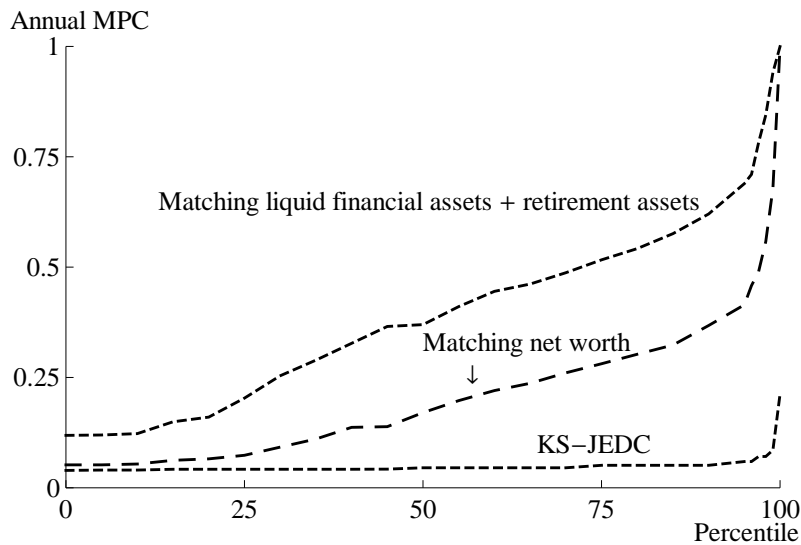 Annual MPC
1
0.75
Matching liquid financial assets + retirement assets
0.5
Matching net worth
↓
0.25
KS−JEDC
0
0 25 50 75 100
Percentile